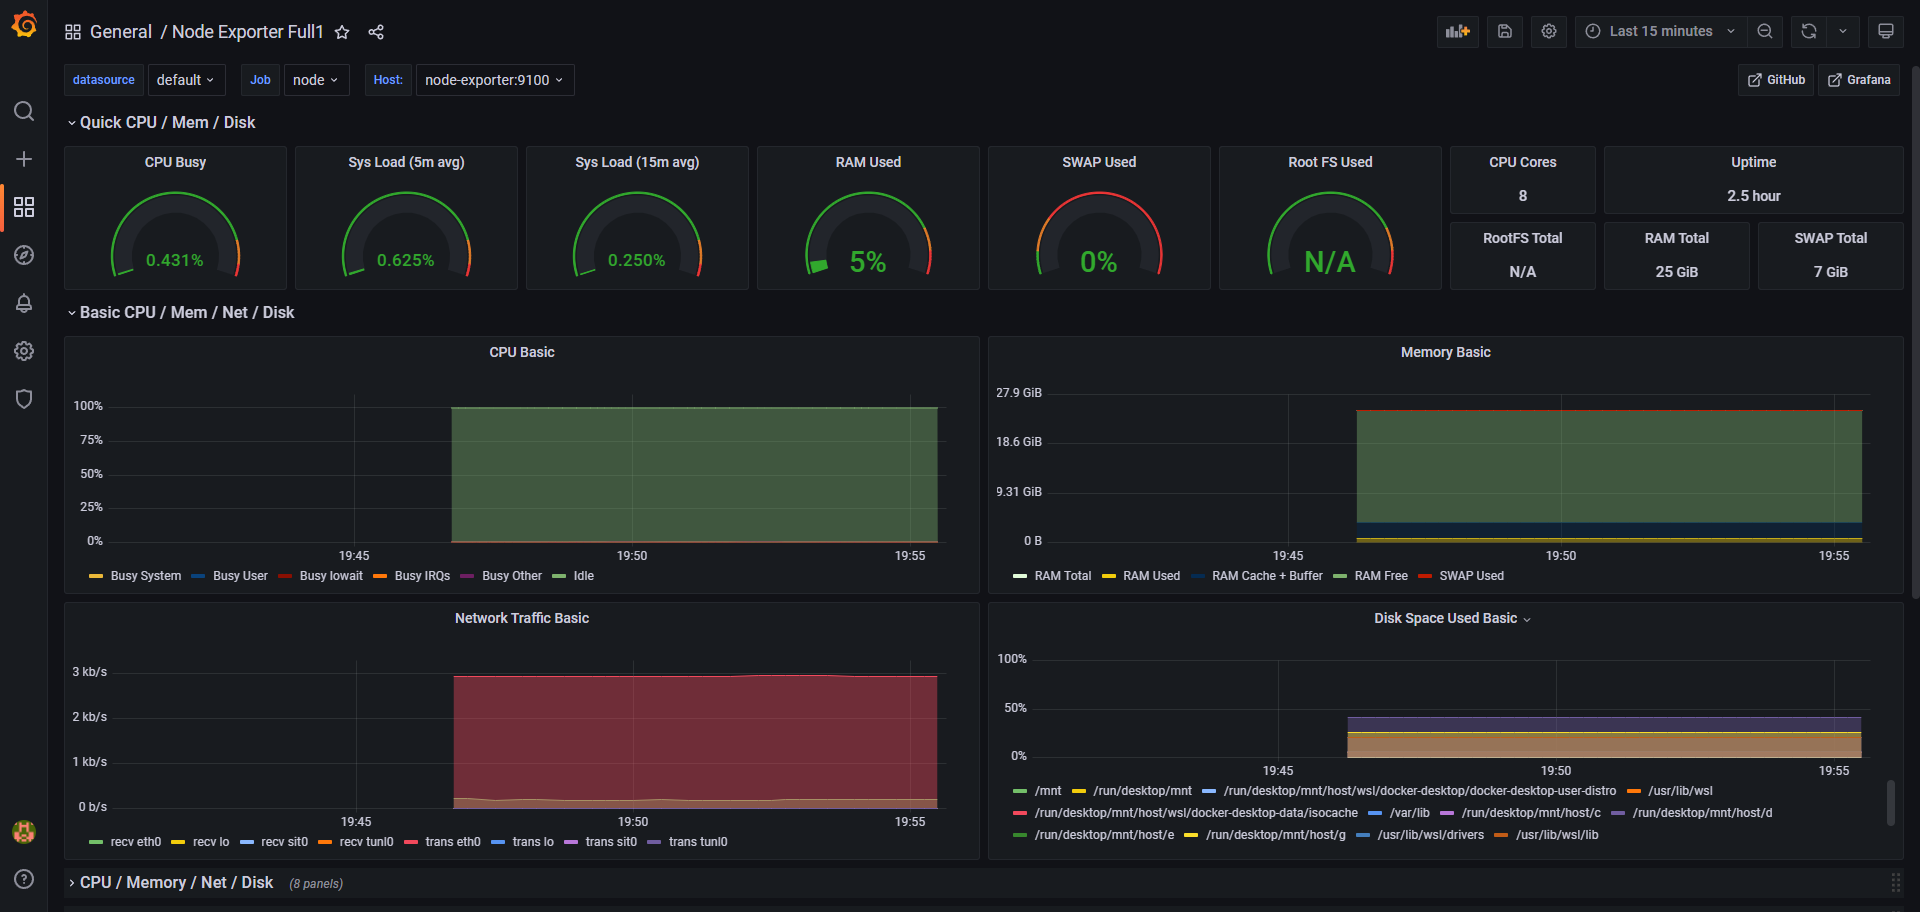 General / Node Exporter Full1
Last 15 minutes
datasource default Job node Host: node-exporter:9100
GitHub Grafana
Quick CPU / Mem / Disk
CPU Busy
0.431%
Sys Load (5m avg)
0.625%
Sys Load (15m avg)
0.250%
RAM Used
5%
SWAP Used
0%
Root FS Used
N/A
CPU Cores
8
Uptime
2.5 hour
RootFS Total
N/A
RAM Total
25 GiB
SWAP Total
7 GiB
Basic CPU / Mem / Net / Disk
CPU Basic
100%
75%
50%
25%
0%
19:45 19:50 19:55
Busy System Busy User Busy Iowait Busy IRQs Busy Other Idle
Memory Basic
27.9 GiB
18.6 GiB
9.31 GiB
0 B
19:45 19:50 19:55
RAM Total RAM Used RAM Cache + Buffer RAM Free SWAP Used
Network Traffic Basic
3 kb/s
2 kb/s
1 kb/s
0 b/s
19:45 19:50 19:55
recv eth0 recv lo recv sit0 recv tunl0 trans eth0 trans lo trans sit0 trans tunl0
Disk Space Used Basic
100%
50%
0%
19:45 19:50 19:55
/mnt /run/desktop/mnt /run/desktop/mnt/host/wsl/docker-desktop/docker-desktop-user-distro /usr/lib/wsl
/run/desktop/mnt/host/wsl/docker-desktop-data/isocache /var/lib /run/desktop/mnt/host/c /run/desktop/mnt/host/d
/run/desktop/mnt/host/e /run/desktop/mnt/host/g /usr/lib/wsl/drivers /usr/lib/wsl/lib
CPU / Memory / Net / Disk (8 panels)